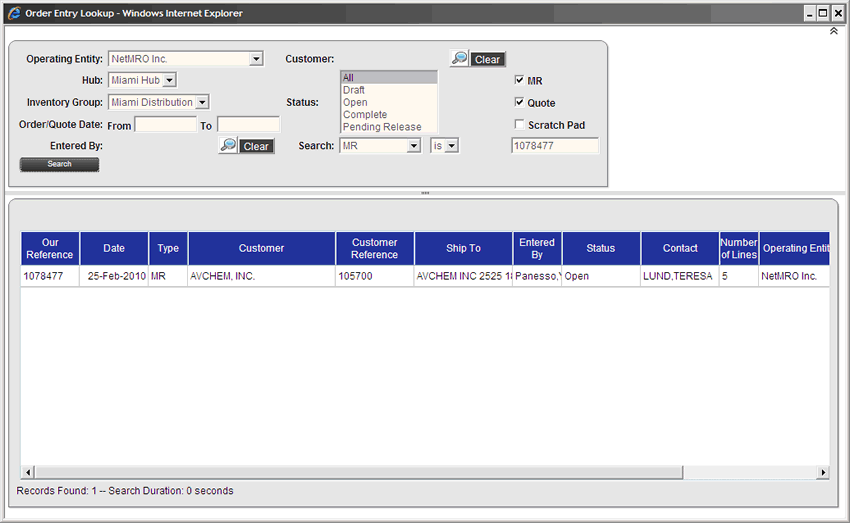 Order Entry Lookup - Windows Internet Explorer
Operating Entity: NetMRO Inc. Customer: Clear
Hub: Miami Hub All MR
Draft
Inventory Group: Miami Distribution Status: Open Quote
Complete
Order/Quote Date: From To Pending Release Scratch Pad
Entered By: Clear Search: MR is 1078477
Search
Our Reference Date Type Customer Customer Reference Ship To Entered By Status Contact Number of Lines Operating Entit
1078477 25-Feb-2010 MR AVCHEM, INC. 105700 AVCHEM INC 2525 18 Panesso, Open LUND,TERESA 5 NetMRO Inc.
Records Found: 1 -- Search Duration: 0 seconds